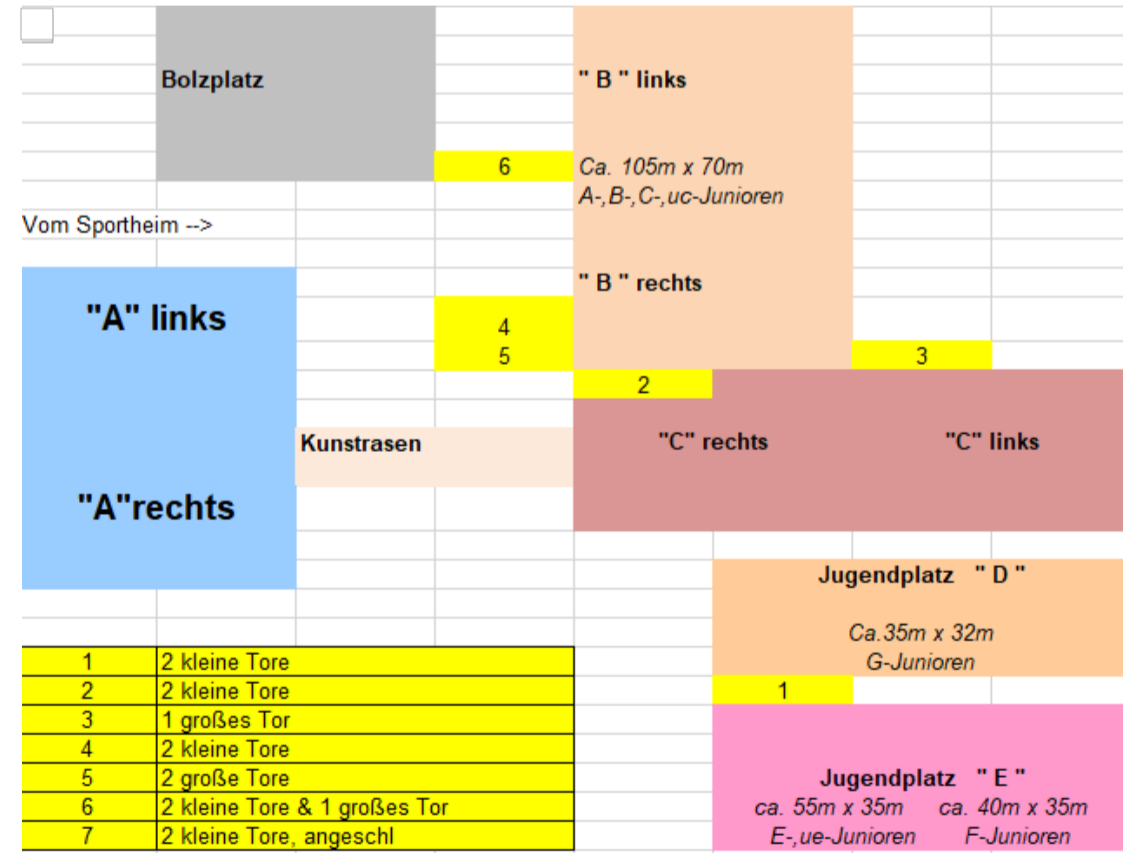 Bolzplatz
" B " links
6
Ca. 105m x 70m
A-,B-,C-,uc-Junioren
Vom Sportheim -->
" B " rechts
"A" links
4
5
3
2
Kunstrasen
"C" rechts
"C" links
"A"rechts
Jugendplatz " D "
Ca.35m x 32m
G-Junioren
1
Jugendplatz " E "
ca. 55m x 35m ca. 40m x 35m
E-,ue-Junioren F-Junioren
1 2 kleine Tore
2 2 kleine Tore
3 1 großes Tor
4 2 kleine Tore
5 2 große Tore
6 2 kleine Tore & 1 großes Tor
7 2 kleine Tore, angeschl